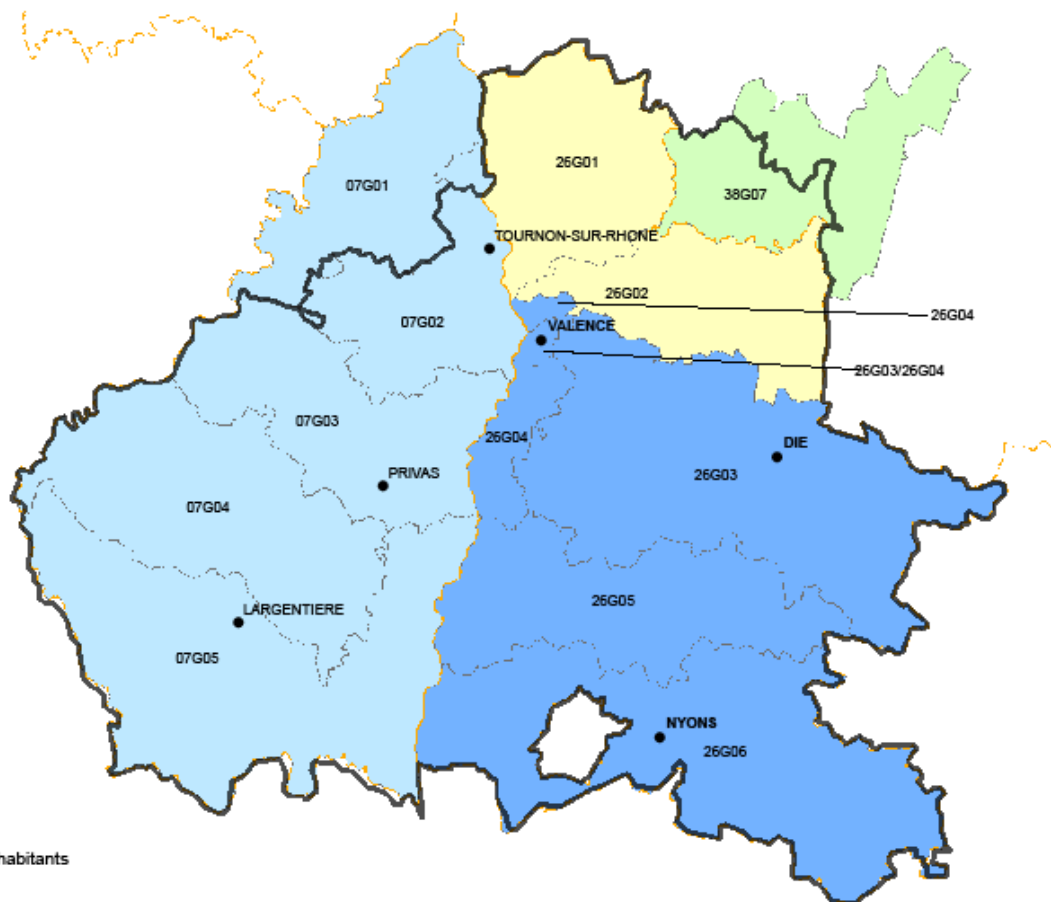 26G01
07G01
38G07
TOURNON-SUR-RHONE
26G02
26G04
07G02
VALENCE
26G03/26G04
07G03
26G04
DIE
PRIVAS
26G03
07G04
26G05
LARGENTIERE
07G05
NYONS
26G06
habitants